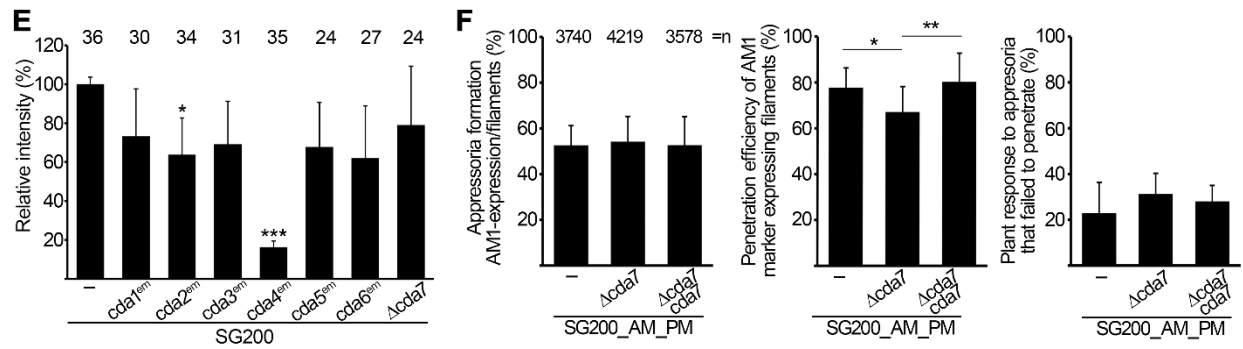 E
36 30 34 31 35 24 27 24
Relative intensity (%)
120
100
80
60
40
20
*
***
– cda1em cda2em cda3em cda4em cda5em cda6em Δcda7
SG200
F
Appressoria formation
AM1-expression/filaments (%)
3740 4219 3578 =n
80
60
40
20
– Δcda7 Δcda7
cda7
SG200_AM_PM
Penetration efficiency of AM1
marker expressing filaments (%)
* **
100
80
60
40
20
– Δcda7 Δcda7
cda7
SG200_AM_PM
Plant response to appresoria
that failed to penetrate (%)
100
80
60
40
20
– Δcda7 Δcda7
cda7
SG200_AM_PM